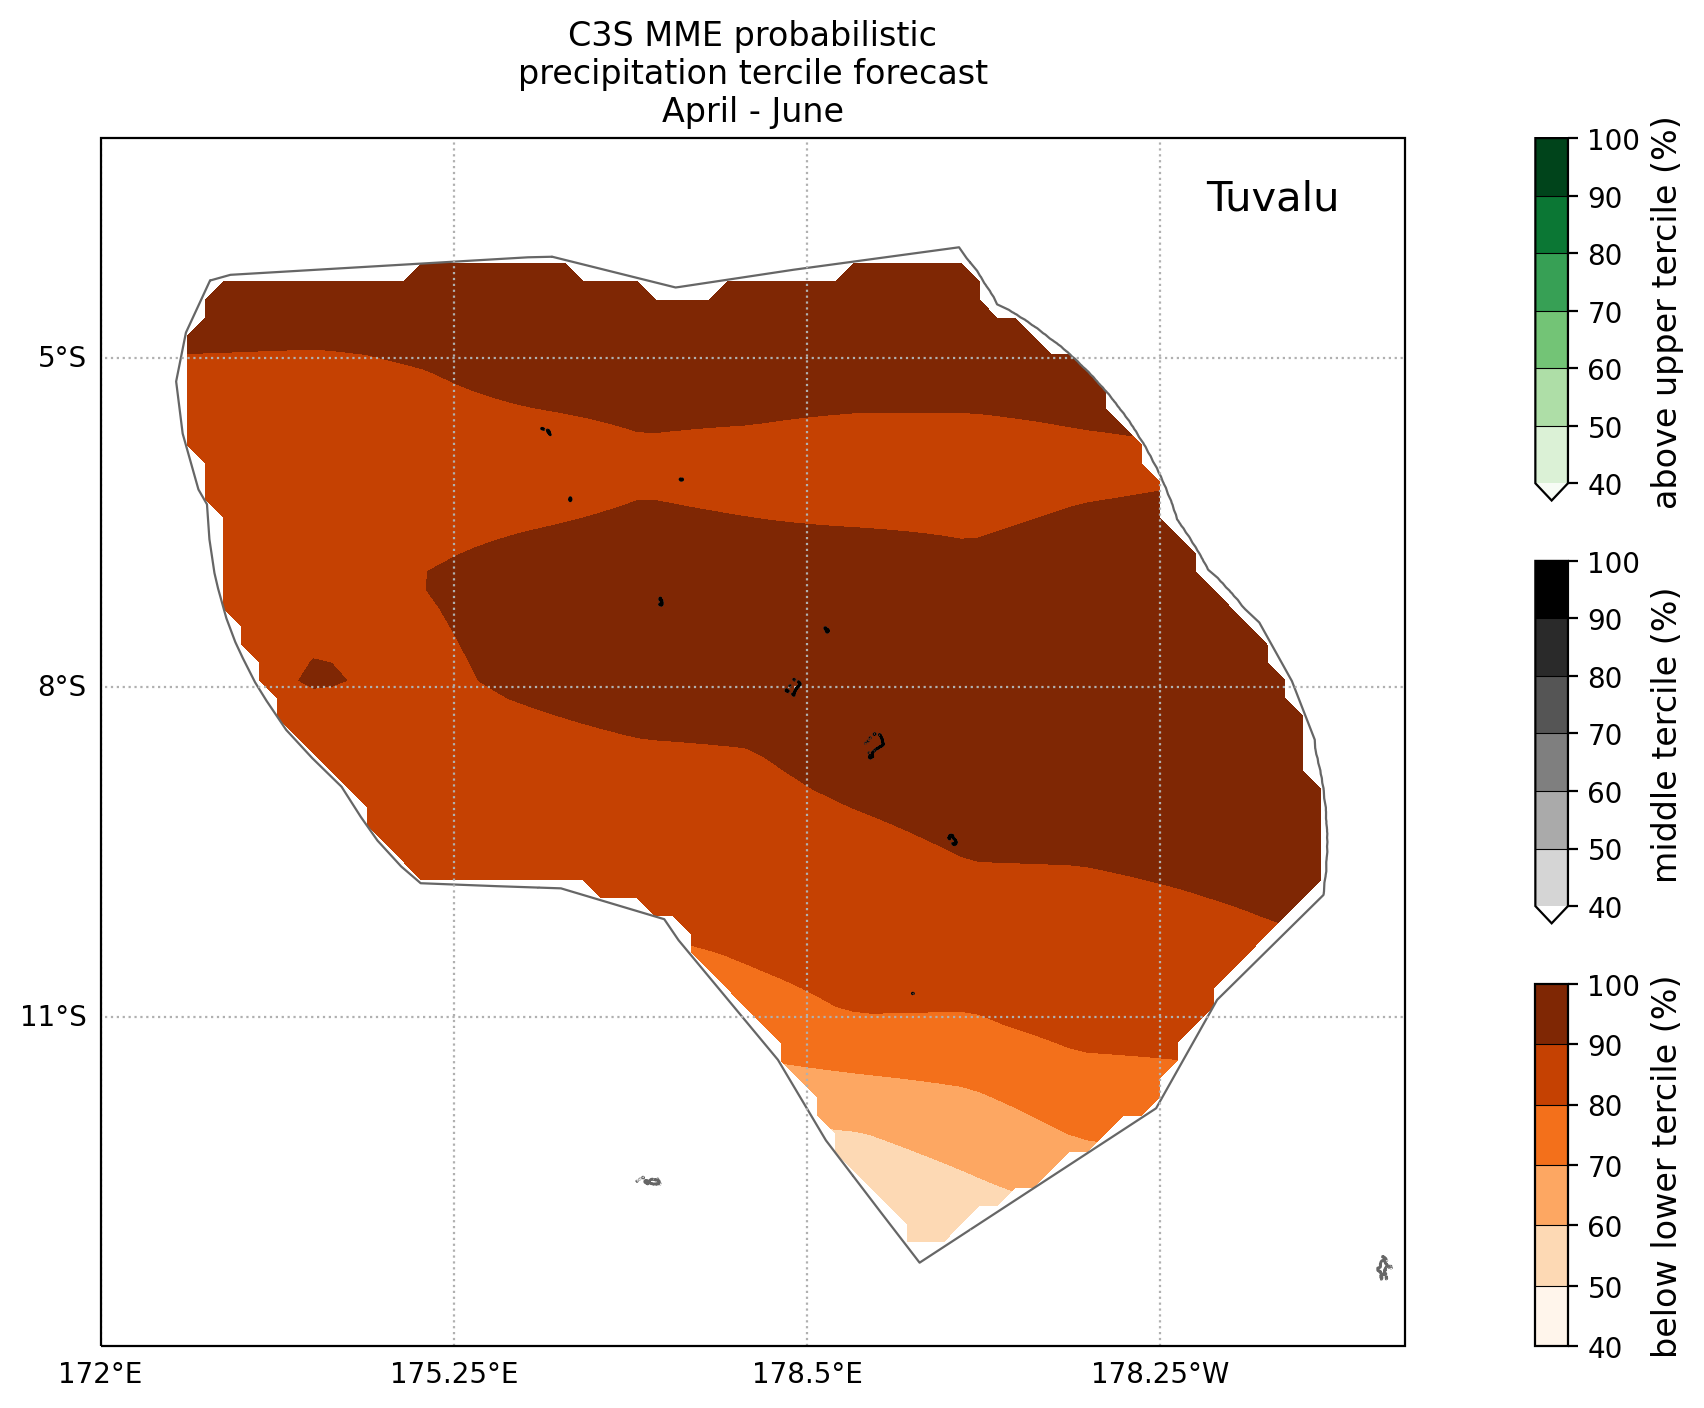 C3S MME probabilistic
precipitation tercile forecast
April - June
Tuvalu
5°S
8°S
11°S
172°E
175.25°E
178.5°E
178.25°W
100
90
80
70
60
50
40
above upper tercile (%)
100
90
80
70
60
50
40
middle tercile (%)
100
90
80
70
60
50
40
below lower tercile (%)